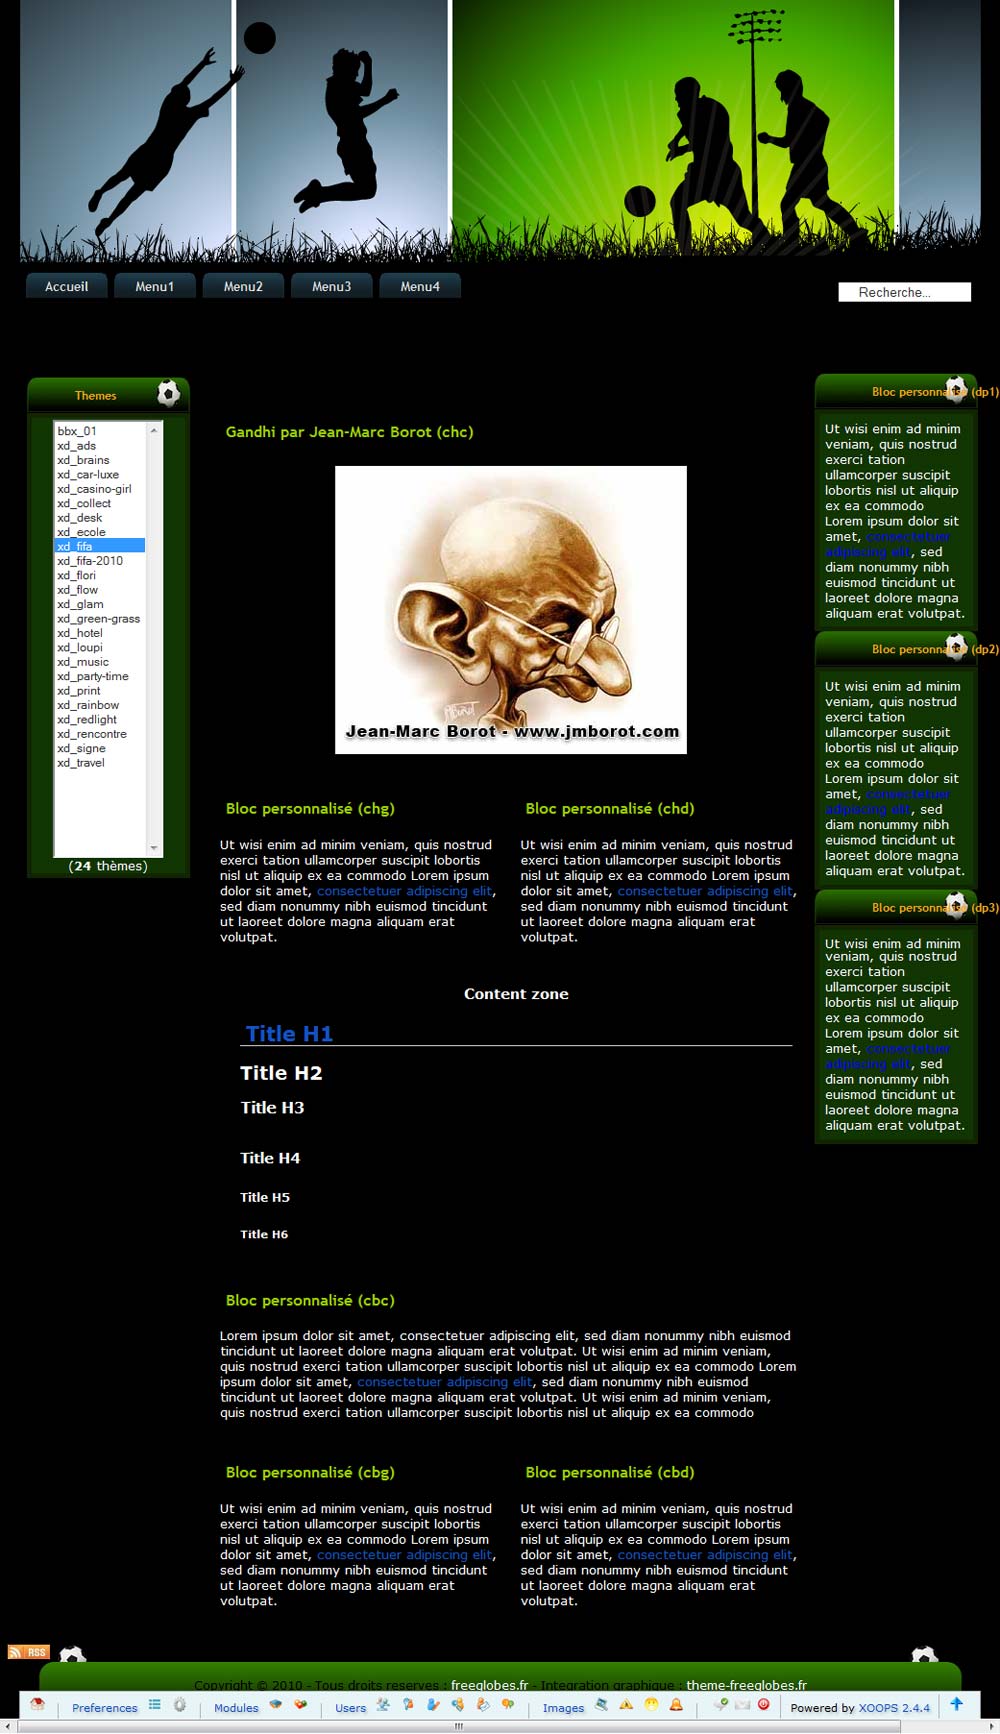 Accueil
Menu1
Menu2
Menu3
Menu4
Recherche...
Themes
bbx_01
xd_ads
xd_brains
xd_car-luxe
xd_casino-girl
xd_collect
xd_desk
xd_ecole
xd_fifa
xd_fifa-2010
xd_flori
xd_flow
xd_glam
xd_green-grass
xd_hotel
xd_loupi
xd_music
xd_party-time
xd_print
xd_rainbow
xd_redlight
xd_rencontre
xd_signe
xd_travel
(24 thèmes)
Gandhi par Jean-Marc Borot (chc)
Jean-Marc Borot - www.jmborot.com
Bloc personnalisé (chg)
Ut wisi enim ad minim veniam, quis nostrud
exerci tation ullamcorper suscipit lobortis
nisl ut aliquip ex ea commodo Lorem ipsum
dolor sit amet, consectetuer adipiscing elit,
sed diam nonummy nibh euismod tincidunt
ut laoreet dolore magna aliquam erat
volutpat.
Bloc personnalisé (chd)
Ut wisi enim ad minim veniam, quis nostrud
exerci tation ullamcorper suscipit lobortis
nisl ut aliquip ex ea commodo Lorem ipsum
dolor sit amet, consectetuer adipiscing elit,
sed diam nonummy nibh euismod tincidunt
ut laoreet dolore magna aliquam erat
volutpat.
Content zone
Title H1
Title H2
Title H3
Title H4
Title H5
Title H6
Bloc personnalisé (cbc)
Lorem ipsum dolor sit amet, consectetuer adipiscing elit, sed diam nonummy nibh euismod
tincidunt ut laoreet dolore magna aliquam erat volutpat. Ut wisi enim ad minim veniam,
quis nostrud exerci tation ullamcorper suscipit lobortis nisl ut aliquip ex ea commodo Lorem
ipsum dolor sit amet, consectetuer adipiscing elit, sed diam nonummy nibh euismod
tincidunt ut laoreet dolore magna aliquam erat volutpat. Ut wisi enim ad minim veniam,
quis nostrud exerci tation ullamcorper suscipit lobortis nisl ut aliquip ex ea commodo
Bloc personnalisé (cbg)
Ut wisi enim ad minim veniam, quis nostrud
exerci tation ullamcorper suscipit lobortis
nisl ut aliquip ex ea commodo Lorem ipsum
dolor sit amet, consectetuer adipiscing elit,
sed diam nonummy nibh euismod tincidunt
ut laoreet dolore magna aliquam erat
volutpat.
Bloc personnalisé (cbd)
Ut wisi enim ad minim veniam, quis nostrud
exerci tation ullamcorper suscipit lobortis
nisl ut aliquip ex ea commodo Lorem ipsum
dolor sit amet, consectetuer adipiscing elit,
sed diam nonummy nibh euismod tincidunt
ut laoreet dolore magna aliquam erat
volutpat.
Bloc personnalisé (dp1)
Ut wisi enim ad minim
veniam, quis nostrud
exerci tation
ullamcorper suscipit
lobortis nisl ut aliquip
ex ea commodo
Lorem ipsum dolor sit
amet, consectetuer
adipiscing elit, sed
diam nonummy nibh
euismod tincidunt ut
laoreet dolore magna
aliquam erat volutpat.
Bloc personnalisé (dp2)
Ut wisi enim ad minim
veniam, quis nostrud
exerci tation
ullamcorper suscipit
lobortis nisl ut aliquip
ex ea commodo
Lorem ipsum dolor sit
amet, consectetuer
adipiscing elit, sed
diam nonummy nibh
euismod tincidunt ut
laoreet dolore magna
aliquam erat volutpat.
Bloc personnalisé (dp3)
Ut wisi enim ad minim
veniam, quis nostrud
exerci tation
ullamcorper suscipit
lobortis nisl ut aliquip
ex ea commodo
Lorem ipsum dolor sit
amet, consectetuer
adipiscing elit, sed
diam nonummy nibh
euismod tincidunt ut
laoreet dolore magna
aliquam erat volutpat.
RSS
Copyright © 2010 - Tous droits reserves : freeglobes.fr - Integration graphique : theme-freeglobes.fr
Preferences
Modules
Users
Images
Powered by XOOPS 2.4.4